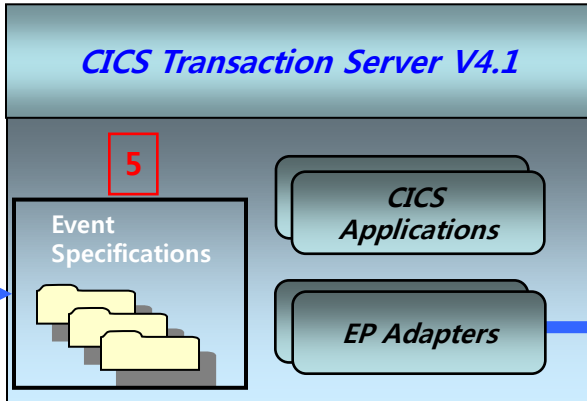 CICS Transaction Server V4.1
5
Event
Specifications
CICS
Applications
EP Adapters